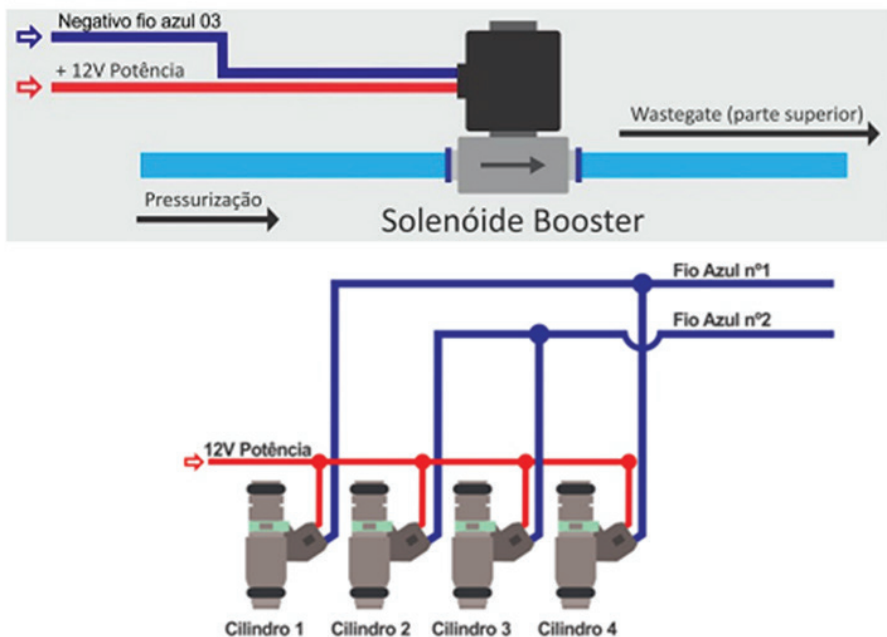 Negativo fio azul 03
+ 12V Potência
Wastegate (parte superior)
Pressurização
Solenóide Booster
Fio Azul nº1
Fio Azul nº2
12V Potência
Cilindro 1 Cilindro 2 Cilindro 3 Cilindro 4